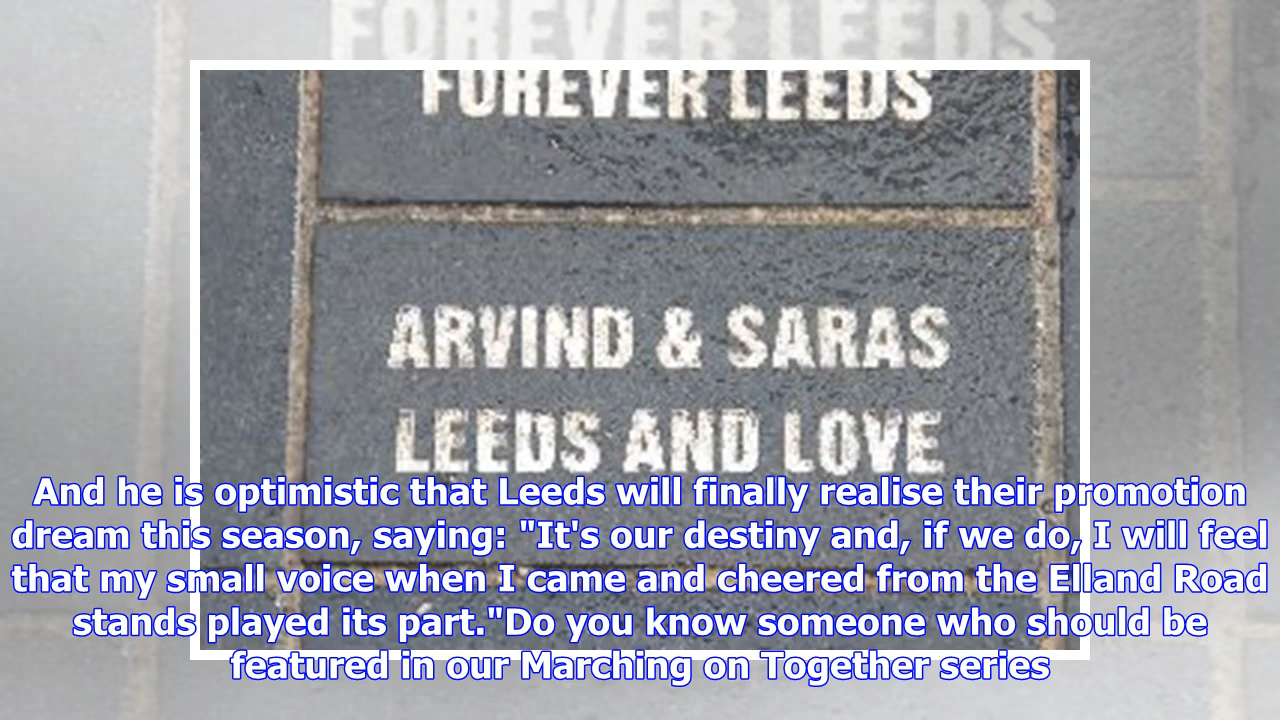 FOREVER LEEDS
FOREVER LEEDS
ARVIND & SARAS
LEEDS AND LOVE
And he is optimistic that Leeds will finally realise their promotion
dream this season, saying: "It's our destiny and, if we do, I will feel
that my small voice when I came and cheered from the Elland Road
stands played its part."Do you know someone who should be
featured in our Marching on Together series